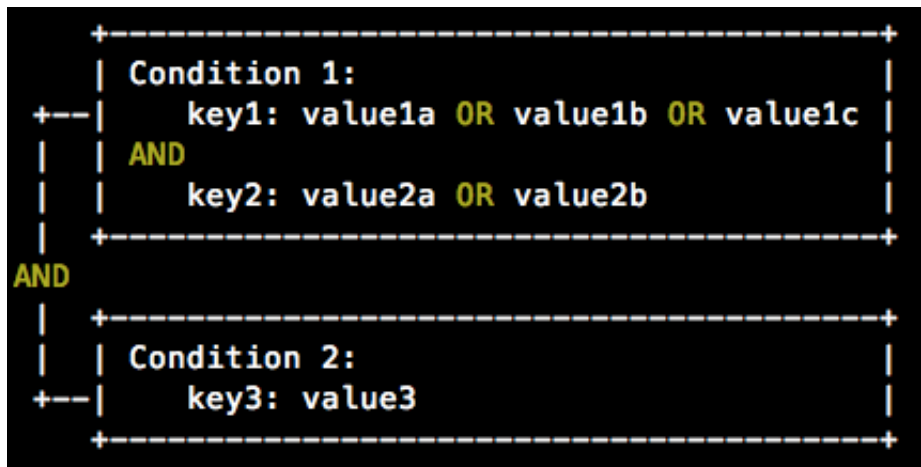 Condition 1:
key1: value1a OR value1b OR value1c
AND
key2: value2a OR value2b
AND
Condition 2:
key3: value3